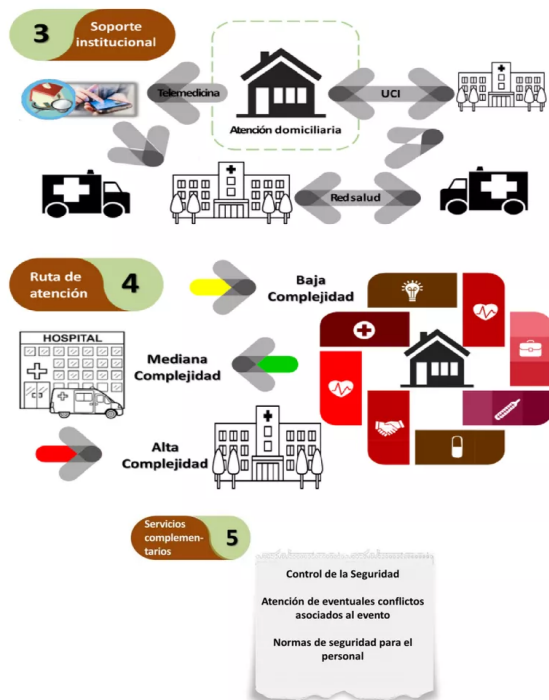 3
Soporte
institucional
Telemedicina
UCI
Atención domiciliaria
Red salud
Ruta de
atención
4
Baja
Complejidad
HOSPITAL
Mediana
Complejidad
Alta
Complejidad
Servicios
complemen-
tarios
5
Control de la Seguridad
Atención de eventuales conflictos
asociados al evento
Normas de seguridad para el
personal